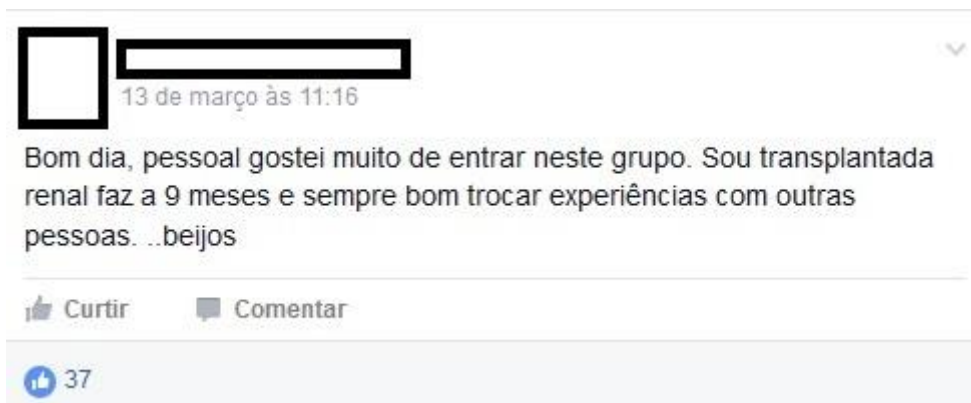 13 de março às 11:16
Bom dia, pessoal gostei muito de entrar neste grupo. Sou transplantada
renal faz a 9 meses e sempre bom trocar experiências com outras
pessoas. ..beijos
Curtir Comentar
37